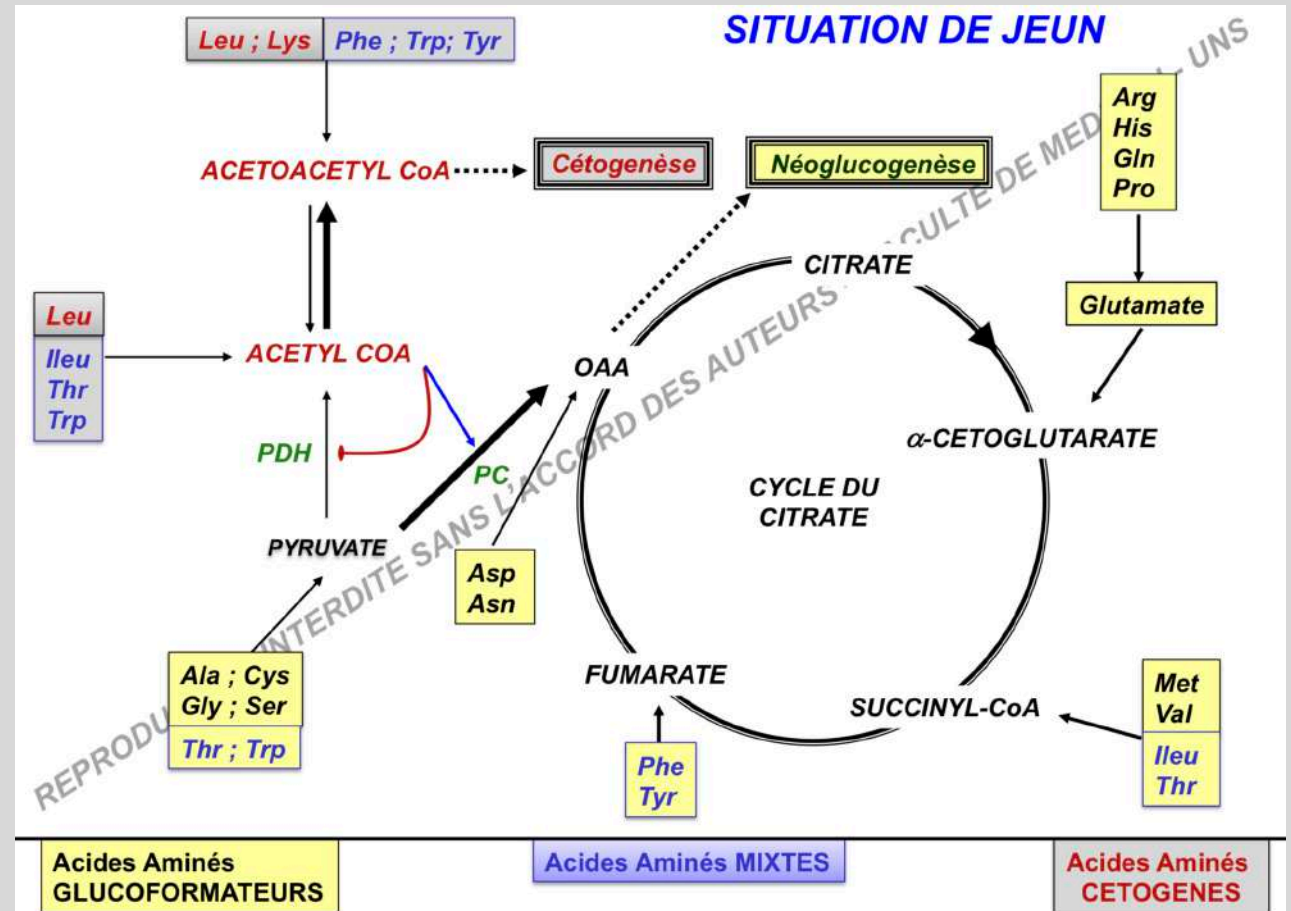 SITUATION DE JEUN
Leu ; Lys
Phe ; Trp; Tyr
Arg
His
Gln
Pro
ACETOACETYL CoA
Cétogenèse
Néoglucogenèse
CITRATE
Glutamate
Leu
Ileu
Thr
Trp
ACETYL COA
OAA
α-CETOGLUTARATE
PDH
PC
CYCLE DU
CITRATE
PYRUVATE
Asp
Asn
FUMARATE
SUCCINYL-CoA
Ala ; Cys
Gly ; Ser
Thr ; Trp
Phe
Tyr
Met
Val
Ileu
Thr
INTERDITE SANS L'ACCORD DES AUTEURS
DE MED
UNS
Acides Aminés
GLUCOFORMATEURS
Acides Aminés MIXTES
Acides Aminés
CETOGENES